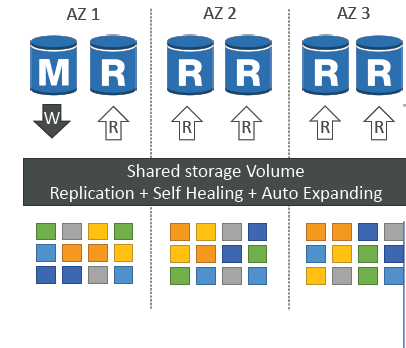 AZ 1 AZ 2 AZ 3
M R R R R R
W R R R R R
Shared storage Volume
Replication + Self Healing + Auto Expanding